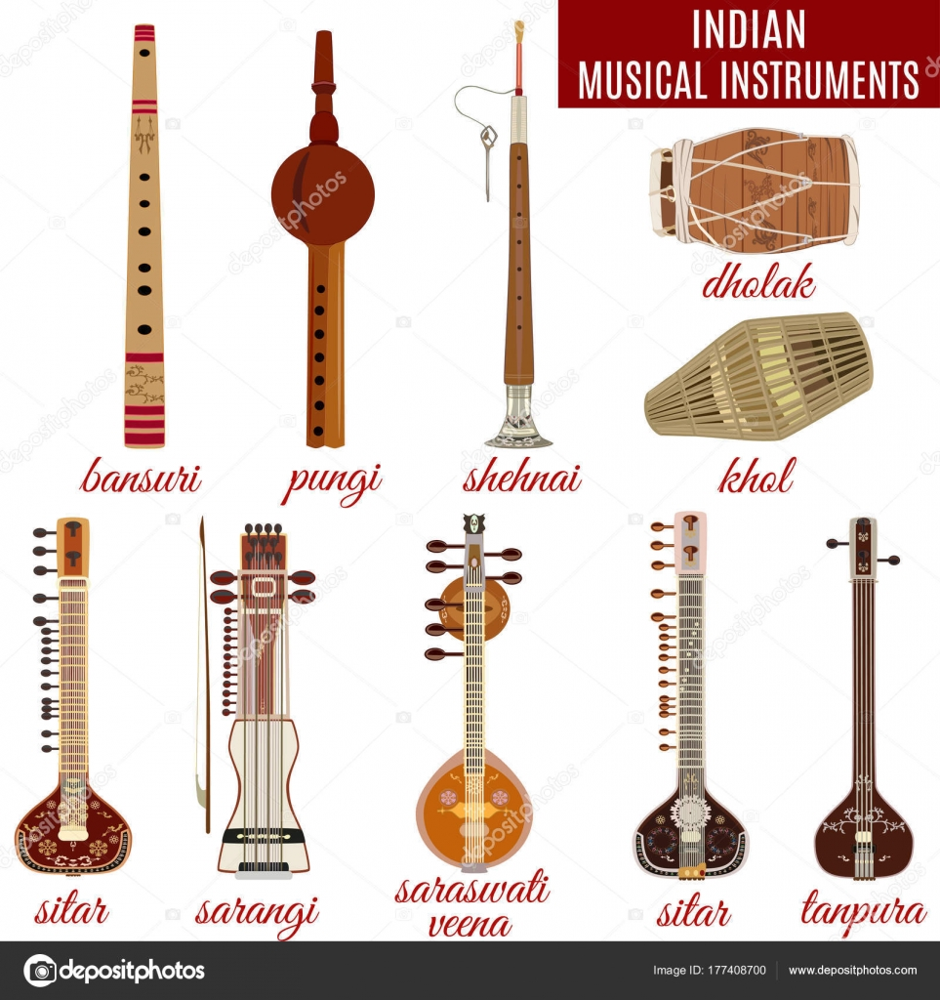 INDIAN
MUSICAL INSTRUMENTS
dholak
bansuri pungi shehnai khol
sitar sarangi saraswati veena sitar tanpura
depositphotos
Image ID: 177408700 www.depositphotos.com